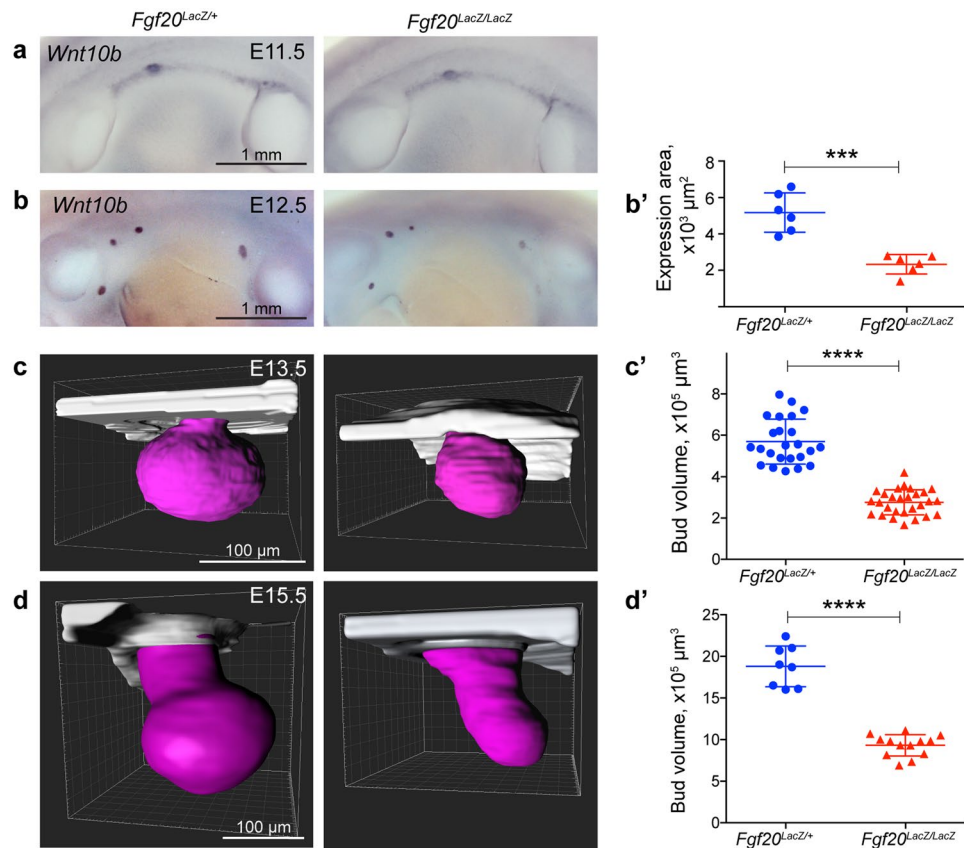 Fgf20LacZ/+
Fgf20LacZ/LacZ
a
Wnt10b
E11.5
1 mm
b
Wnt10b
E12.5
1 mm
b’
Expression area,
x10³ µm²
8
6
4
2
***
Fgf20LacZ/+
Fgf20LacZ/LacZ
c
E13.5
100 µm
c’
Bud volume, x10⁵ µm³
8
6
4
2
0
****
Fgf20LacZ/+
Fgf20LacZ/LacZ
d
E15.5
100 µm
d’
Bud volume, x10⁵ µm³
25
20
15
10
5
0
****
Fgf20LacZ/+
Fgf20LacZ/LacZ